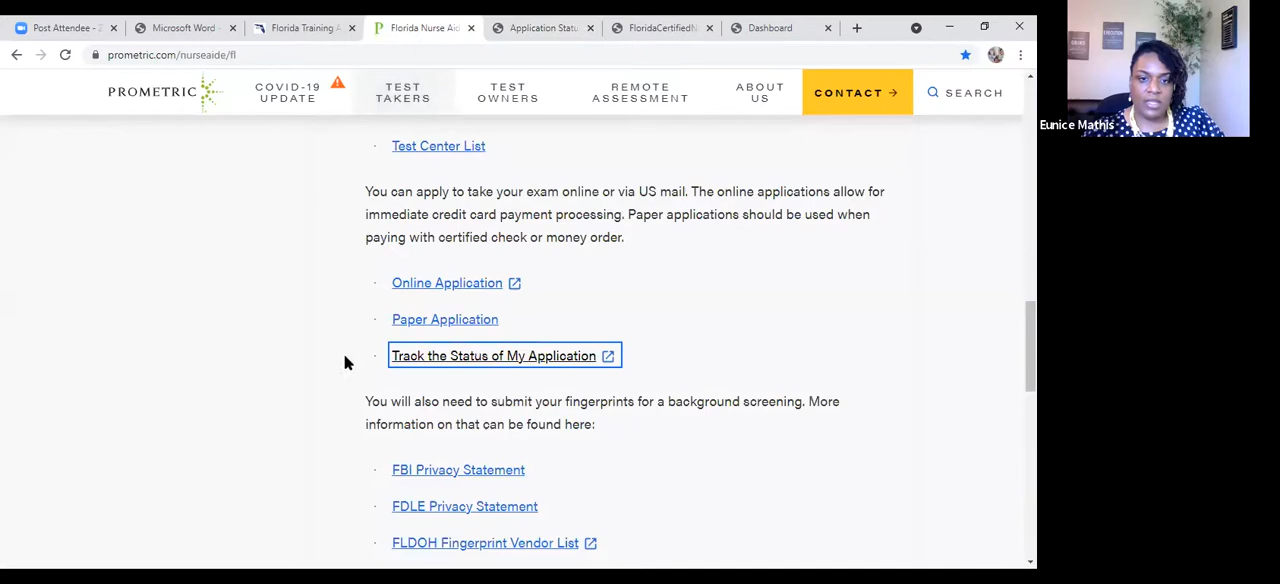 Post Attendee - Z
Microsoft Word -
Florida Training A
Florida Nurse Aid
Application Statu
FloridaCertifiedN
Dashboard
prometric.com/nurseaide/fl
PROMETRIC
COVID-19 UPDATE
TEST TAKERS
TEST OWNERS
REMOTE ASSESSMENT
ABOUT US
CONTACT →
SEARCH
Eunice Mathis
Test Center List
You can apply to take your exam online or via US mail. The online applications allow for
immediate credit card payment processing. Paper applications should be used when
paying with certified check or money order.
Online Application
Paper Application
Track the Status of My Application
You will also need to submit your fingerprints for a background screening. More
information on that can be found here:
FBI Privacy Statement
FDLE Privacy Statement
FLDOH Fingerprint Vendor List